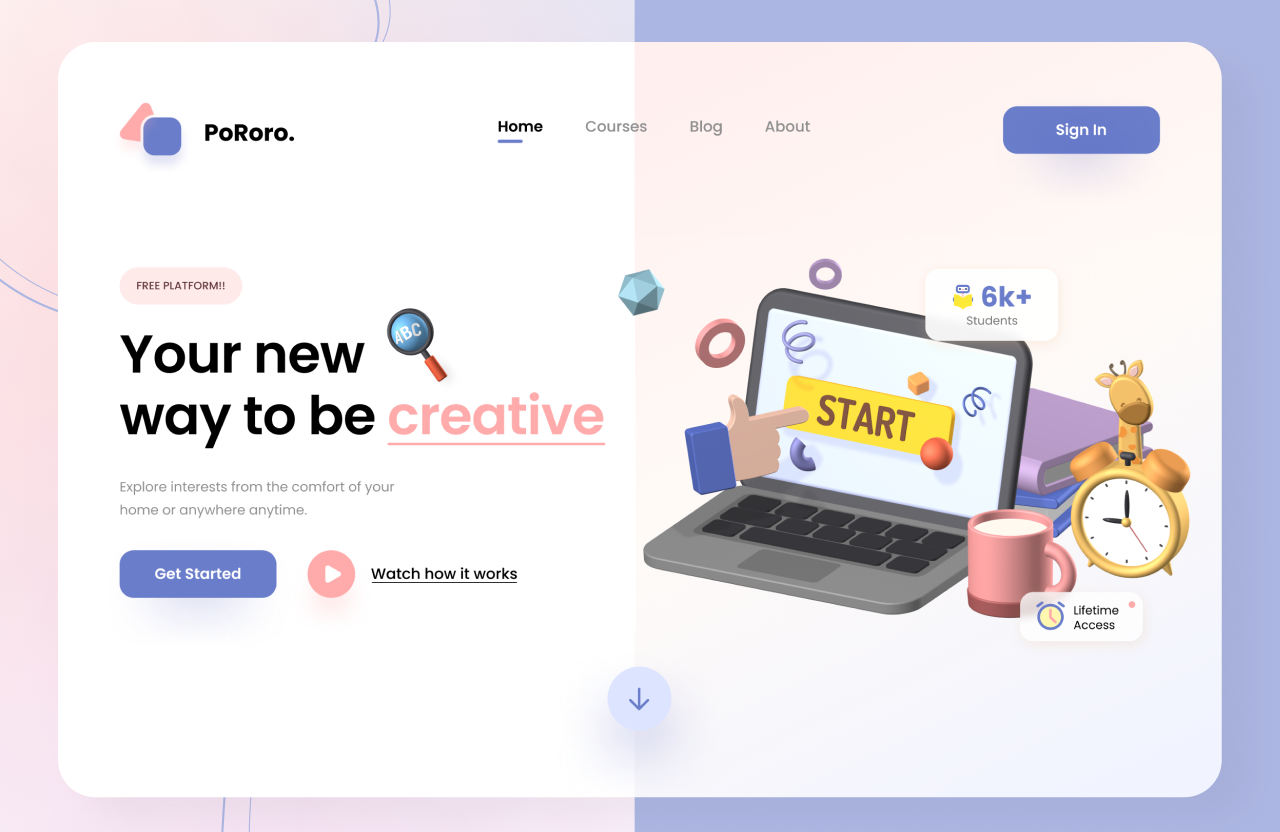 PoRoro.
Home
Courses
Blog
About
Sign In
FREE PLATFORM!!
Your new
ABC
way to be creative
Explore interests from the comfort of your
home or anywhere anytime.
Get Started
Watch how it works
6k+
Students
START
Lifetime
Access